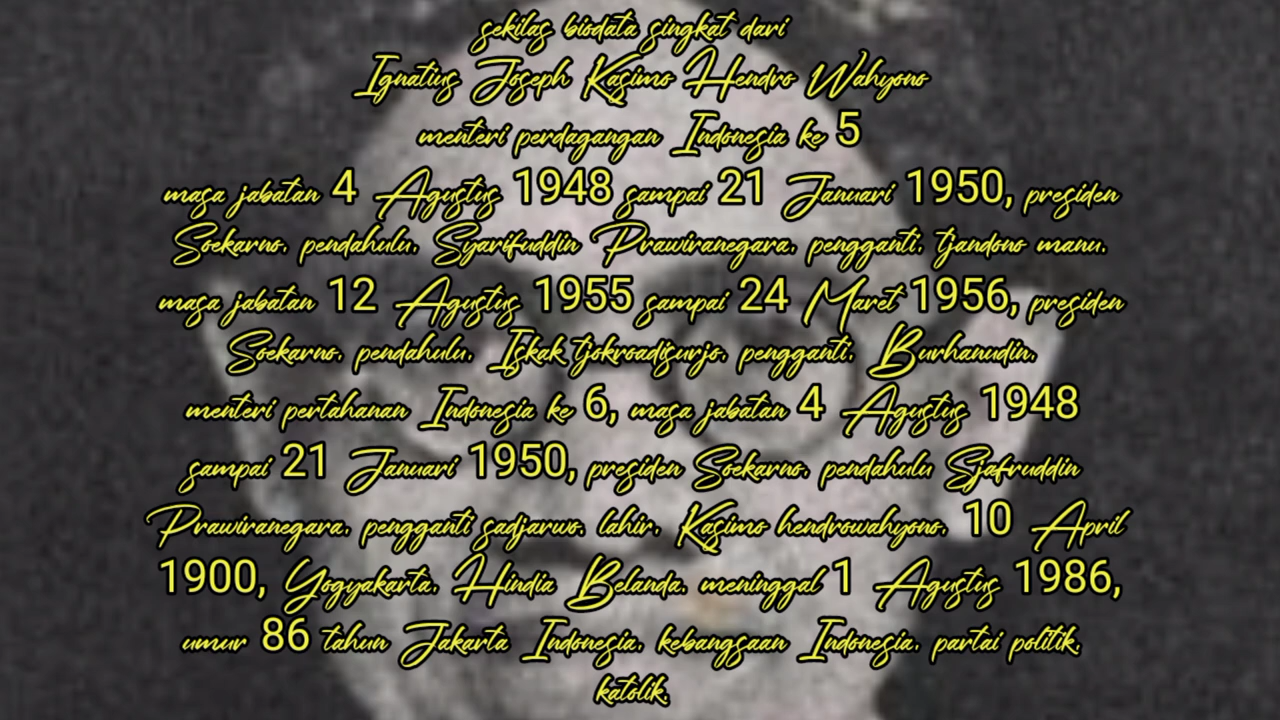 sekilas biodata singkat dari
Ignatius Joseph Kasimo Hendro Wahyono
menteri perdagangan Indonesia ke 5
masa jabatan 4 Agustus 1948 sampai 21 Januari 1950, presiden
Soekarno, pendahulu, Syarifuddin Prawiranegara, pengganti, tjandono manu,
masa jabatan 12 Agustus 1955 sampai 24 Maret 1956, presiden
Soekarno, pendahulu, Iskak tjokroadisurjo, pengganti, Burhanudin,
menteri pertahanan Indonesia ke 6, masa jabatan 4 Agustus 1948
sampai 21 Januari 1950, presiden Soekarno, pendahulu Sjafruddin
Prawiranegara, pengganti sadjarwo, lahir, Kasimo hendrowahyono, 10 April
1900, Yogyakarta, Hindia Belanda, meninggal 1 Agustus 1986,
umur 86 tahun Jakarta Indonesia, kebangsaan Indonesia, partai politik,
katolik,